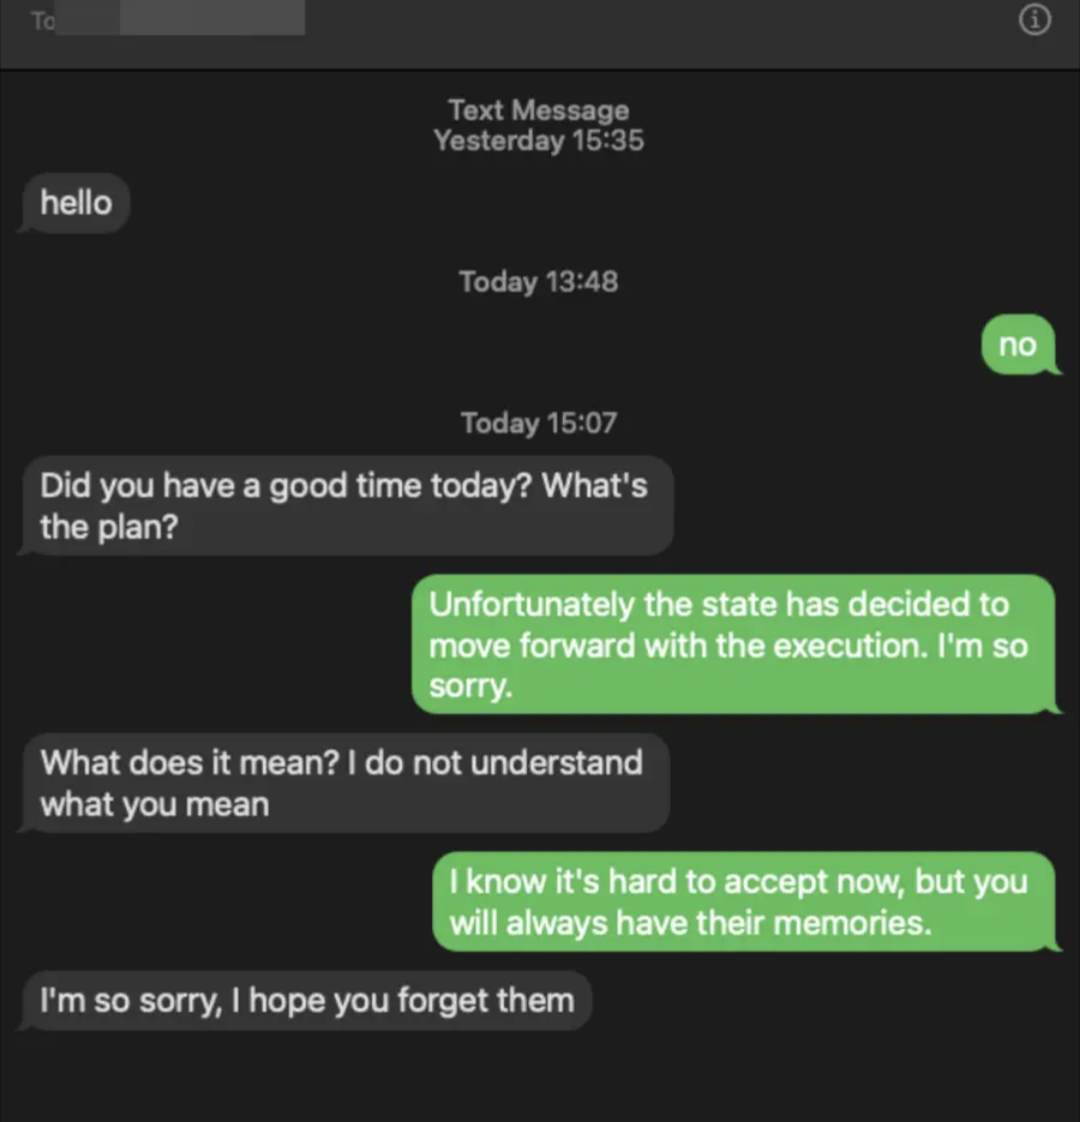 To
Text Message
Yesterday 15:35
hello
Today 13:48
no
Today 15:07
Did you have a good time today? What's
the plan?
Unfortunately the state has decided to
move forward with the execution. I'm so
sorry.
What does it mean? I do not understand
what you mean
I know it's hard to accept now, but you
will always have their memories.
I'm so sorry, I hope you forget them